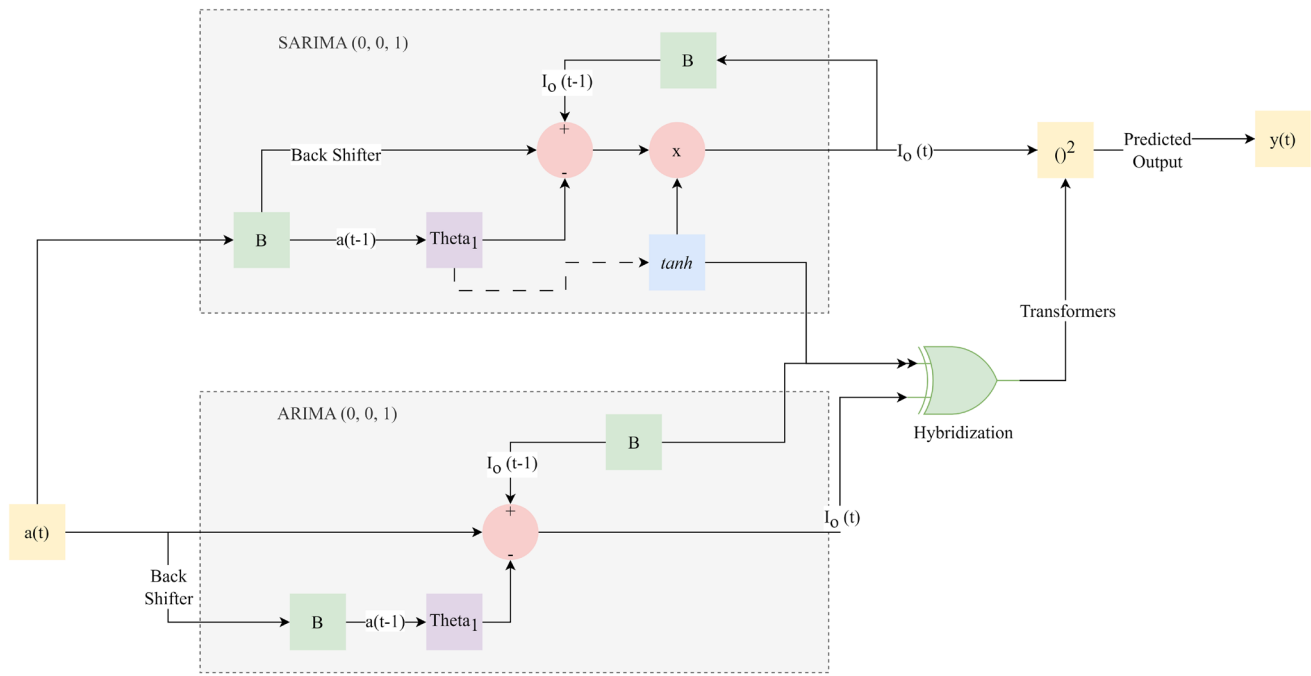 SARIMA (0, 0, 1)
B
I₀ (t-1)
+
Back Shifter
x
I₀ (t)
()²
Predicted
Output
y(t)
-
B
a(t-1)
Theta₁
tanh
Transformers
ARIMA (0, 0, 1)
B
Hybridization
I₀ (t-1)
+
a(t)
I₀ (t)
-
Back
Shifter
B
a(t-1)
Theta₁